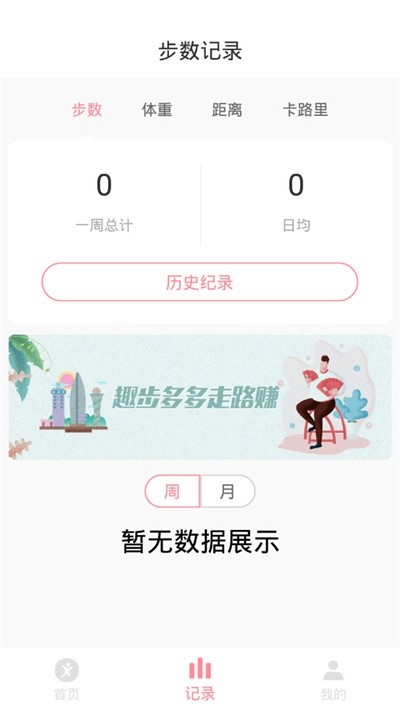 步数记录
步数 体重 距离 卡路里
0 0
一周总计 日均
历史纪录
趣步多多走路赚
周 月
暂无数据展示
首页 记录 我的